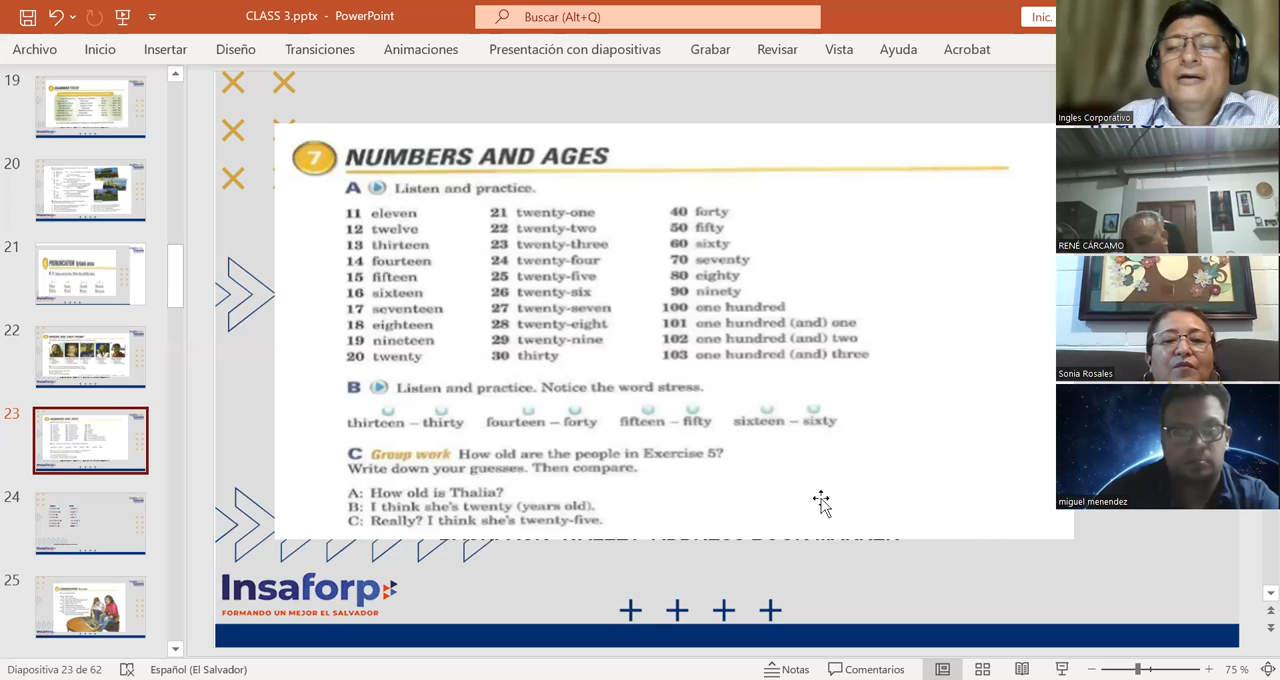 CLASS 3.pptx - PowerPoint
Buscar (Alt+Q)
Inic.
Archivo Inicio Insertar Diseño Transiciones Animaciones Presentación con diapositivas Grabar Revisar Vista Ayuda Acrobat
19
20
21
22
23
24
25
7 NUMBERS AND AGES
A Listen and practice.
11 eleven 21 twenty-one 40 forty
12 twelve 22 twenty-two 50 fifty
13 thirteen 23 twenty-three 60 sixty
14 fourteen 24 twenty-four 70 seventy
15 fifteen 25 twenty-five 80 eighty
16 sixteen 26 twenty-six 90 ninety
17 seventeen 27 twenty-seven 100 one hundred
18 eighteen 28 twenty-eight 101 one hundred (and) one
19 nineteen 29 twenty-nine 102 one hundred (and) two
20 twenty 30 thirty 103 one hundred (and) three
B Listen and practice. Notice the word stress.
thirteen – thirty fourteen – forty fifteen – fifty sixteen – sixty
C Group work How old are the people in Exercise 5?
Write down your guesses. Then compare.
A: How old is Thalia?
B: I think she's twenty (years old).
C: Really? I think she's twenty-five.
Insaforp
FORMANDO UN MEJOR EL SALVADOR
Ingles Corporativo
RENÉ CÁRCAMO
Sonia Rosales
miguel menendez
Diapositiva 23 de 62 Español (El Salvador) Notas Comentarios 75 %